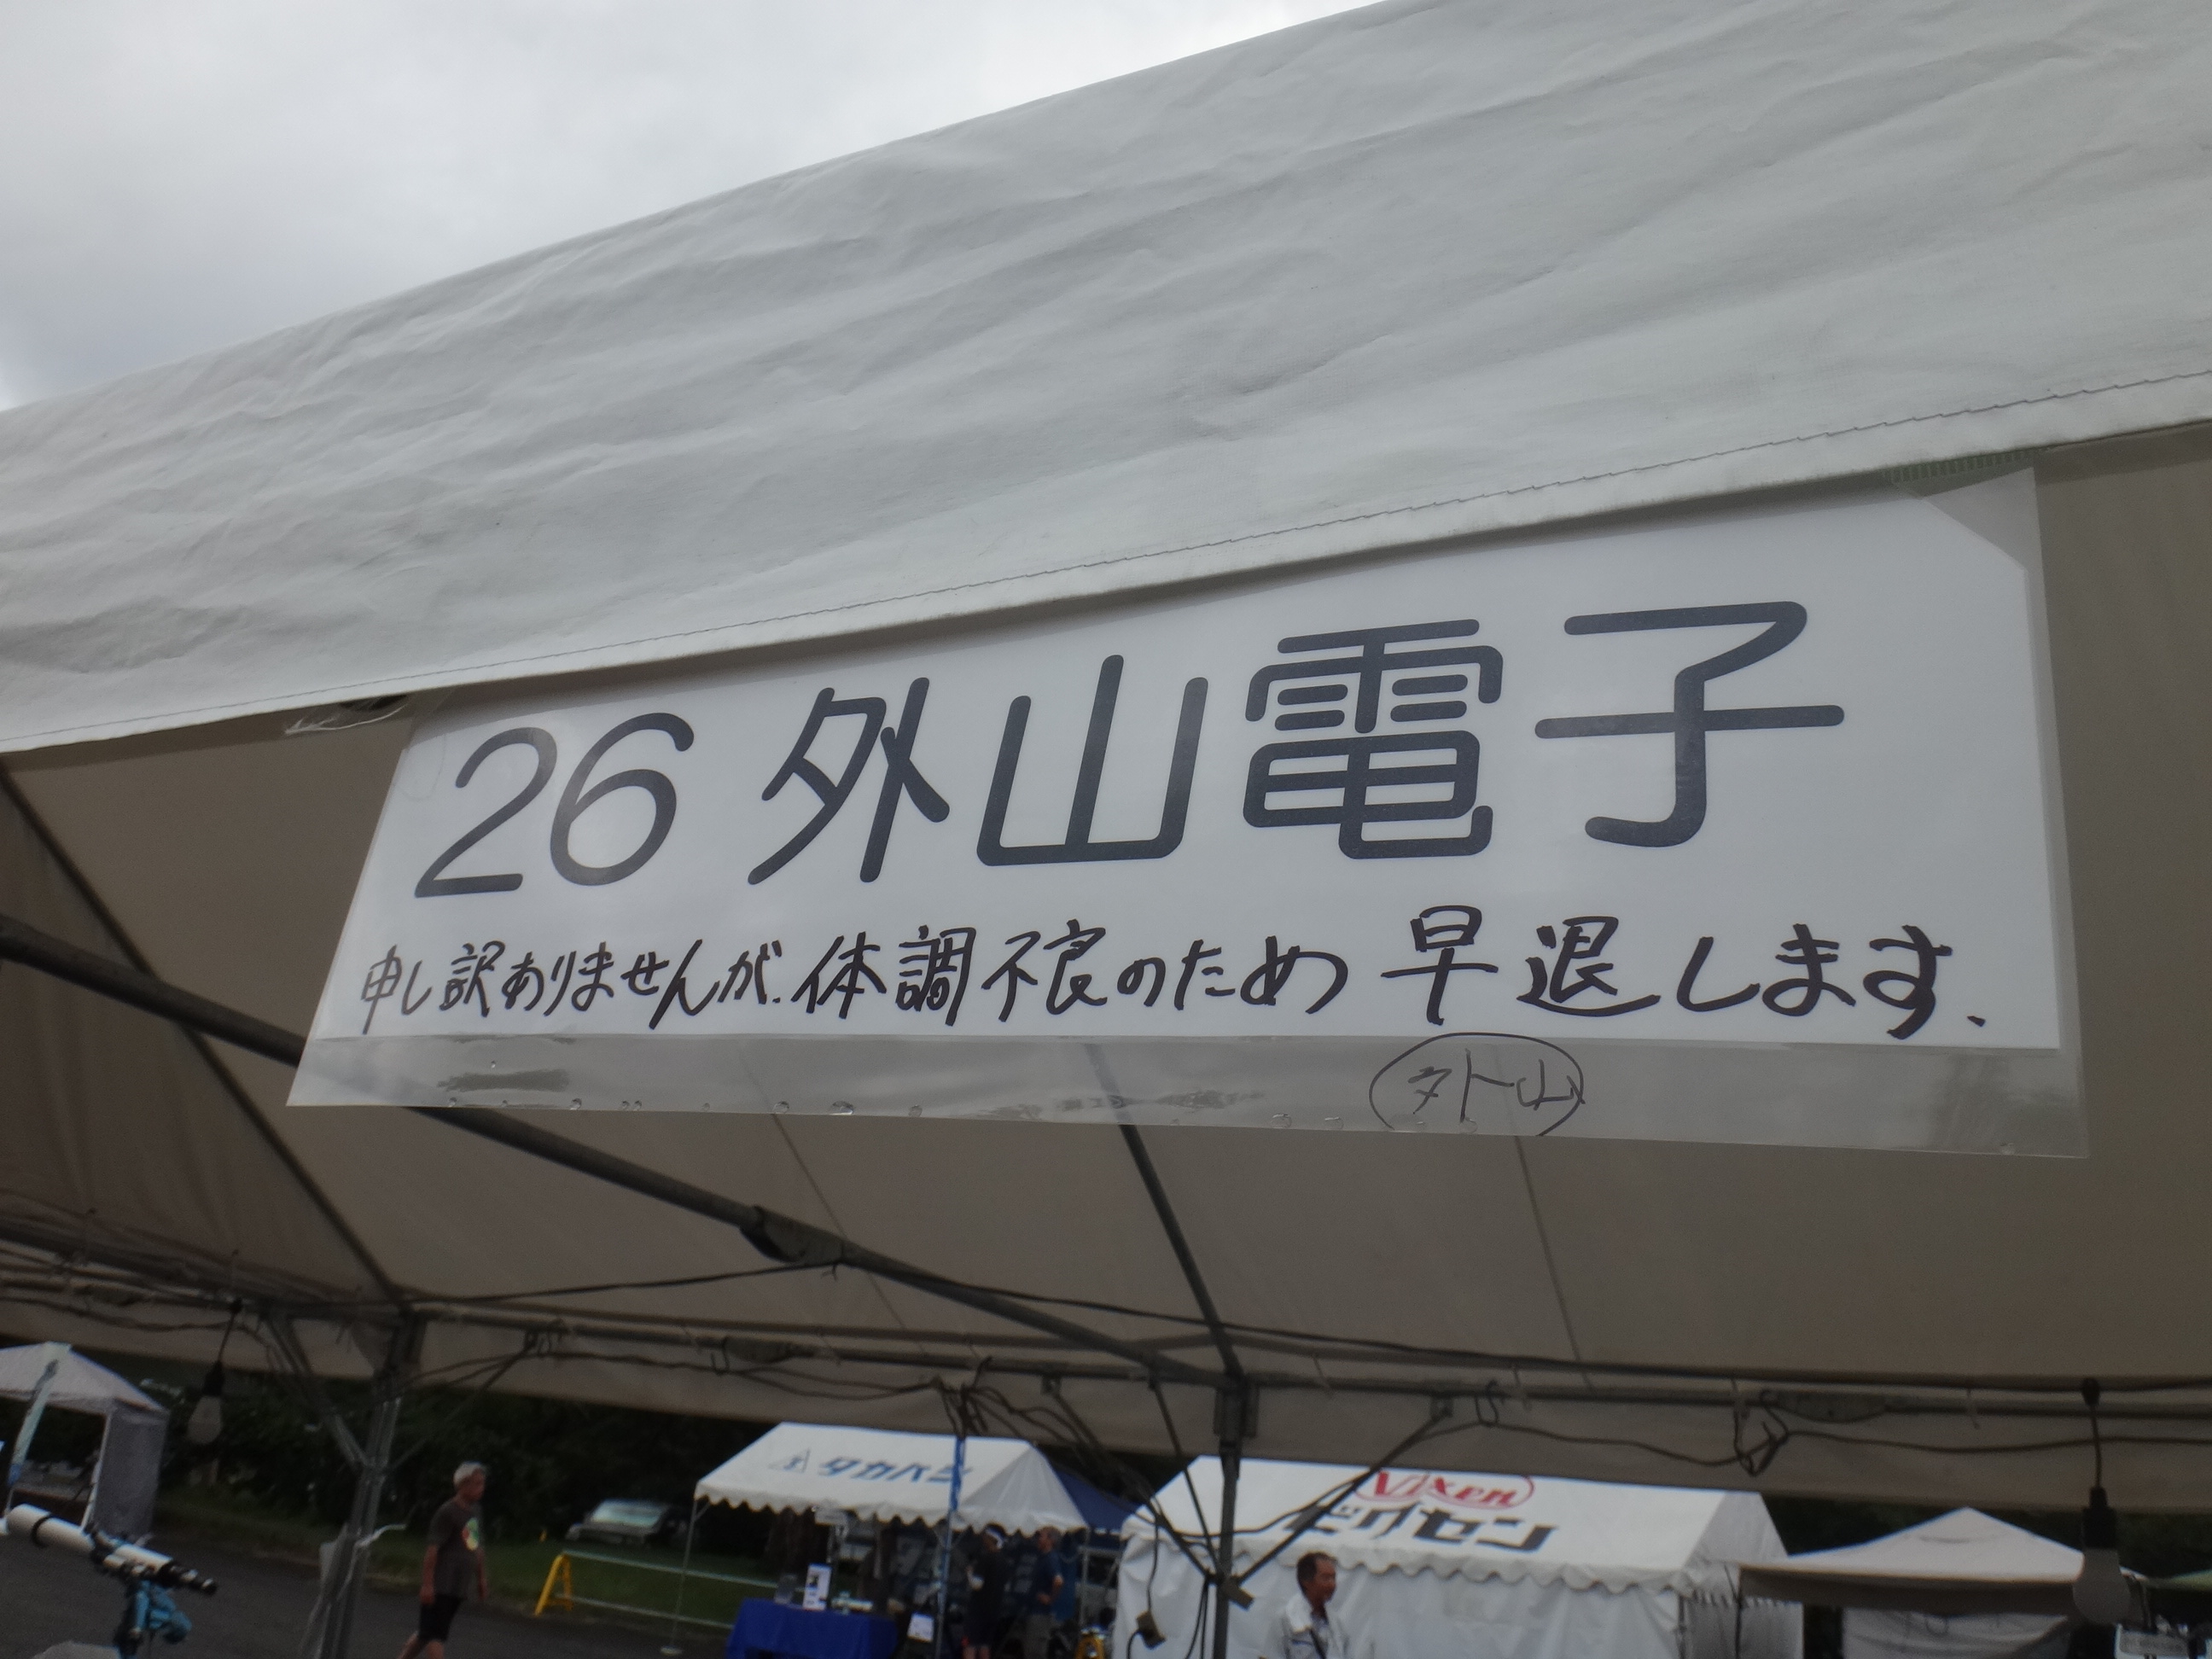 26 外山電子
申し訳ありませんが、体調不良のため 早退します.
外山
タカハシ
Vixen
ビクセン